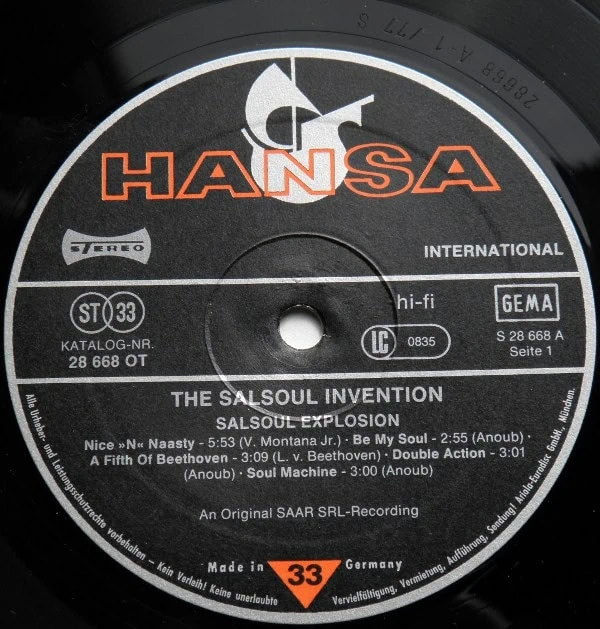 28668 A-1 /77 S
HANSA
STEREO
INTERNATIONAL
ST 33
hi-fi
GEMA
KATALOG-NR.
28 668 OT
LC 0835
S 28 668 A
Seite 1
THE SALSOUL INVENTION
SALSOUL EXPLOSION
Nice »N« Naasty - 5:53 (V. Montana Jr.) · Be My Soul - 2:55 (Anoub) ·
A Fifth Of Beethoven - 3:09 (L. v. Beethoven) · Double Action - 3:01
(Anoub) · Soul Machine - 3:00 (Anoub)
An Original SAAR SRL-Recording
Made in 33 Germany
Alle Urheber- und Leistungsschutzrechte vorbehalten - Kein Verleih! Keine unerlaubte Vervielfältigung, Vermietung, Aufführung, Sendung! Ariola-Eurodisc GmbH., München.